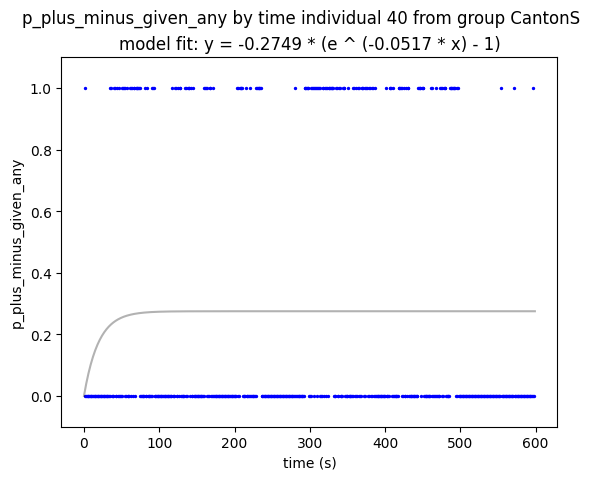 p_plus_minus_given_any by time individual 40 from group CantonS
model fit: y = -0.2749 * (e ^ (-0.0517 * x) - 1)
1.0
0.8
0.6
0.4
0.2
0.0
p_plus_minus_given_any
0 100 200 300 400 500 600
time (s)